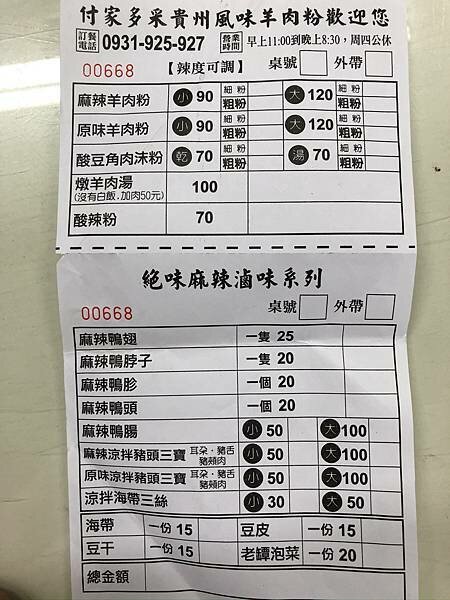 付家多采貴州風味羊肉粉歡迎您
訂餐電話 0931-925-927 營業時間 早上11:00到晚上8:30，周四公休
00668 【辣度可調】 桌號 外帶
麻辣羊肉粉 小 90 細粉 粗粉 大 120 細粉 粗粉
原味羊肉粉 小 90 細粉 粗粉 大 120 細粉 粗粉
酸豆角肉沫粉 乾 70 細粉 粗粉 湯 70 細粉 粗粉
燉羊肉湯 100
(沒有白飯.加肉50元)
酸辣粉 70
絕味麻辣滷味系列
00668 桌號 外帶
麻辣鴨翅 一隻 25
麻辣鴨脖子 一隻 20
麻辣鴨胗 一個 20
麻辣鴨頭 一個 20
麻辣鴨腸 小 50 大 100
麻辣涼拌豬頭三寶 耳朵．豬舌 豬頰肉 小 50 大 100
原味涼拌豬頭三寶 耳朵．豬舌 豬頰肉 小 50 大 100
涼拌海帶三絲 小 30 大 50
海帶 一份 15 豆皮 一份 15
豆干 一份 15 老罈泡菜 一份 20
總金額